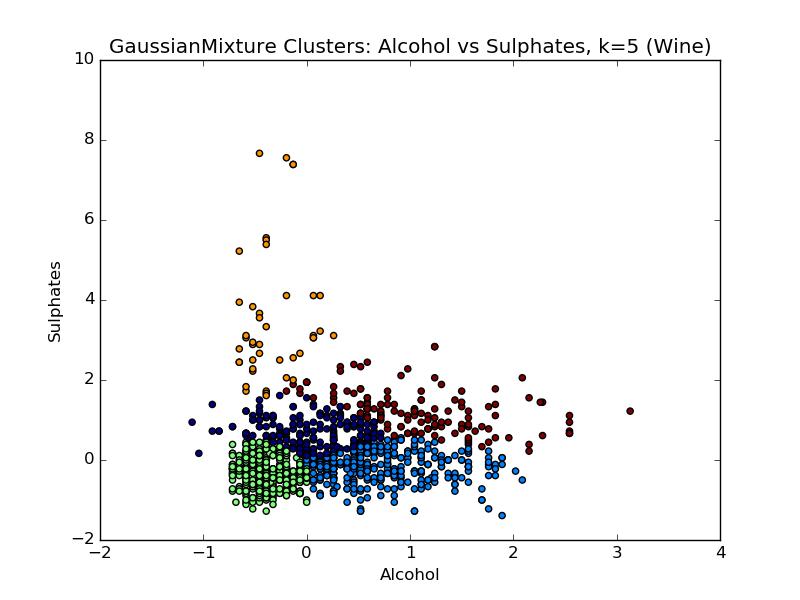 GaussianMixture Clusters: Alcohol vs Sulphates, k=5 (Wine)
10
8
6
4
2
0
−2
Sulphates
−2 −1 0 1 2 3 4
Alcohol